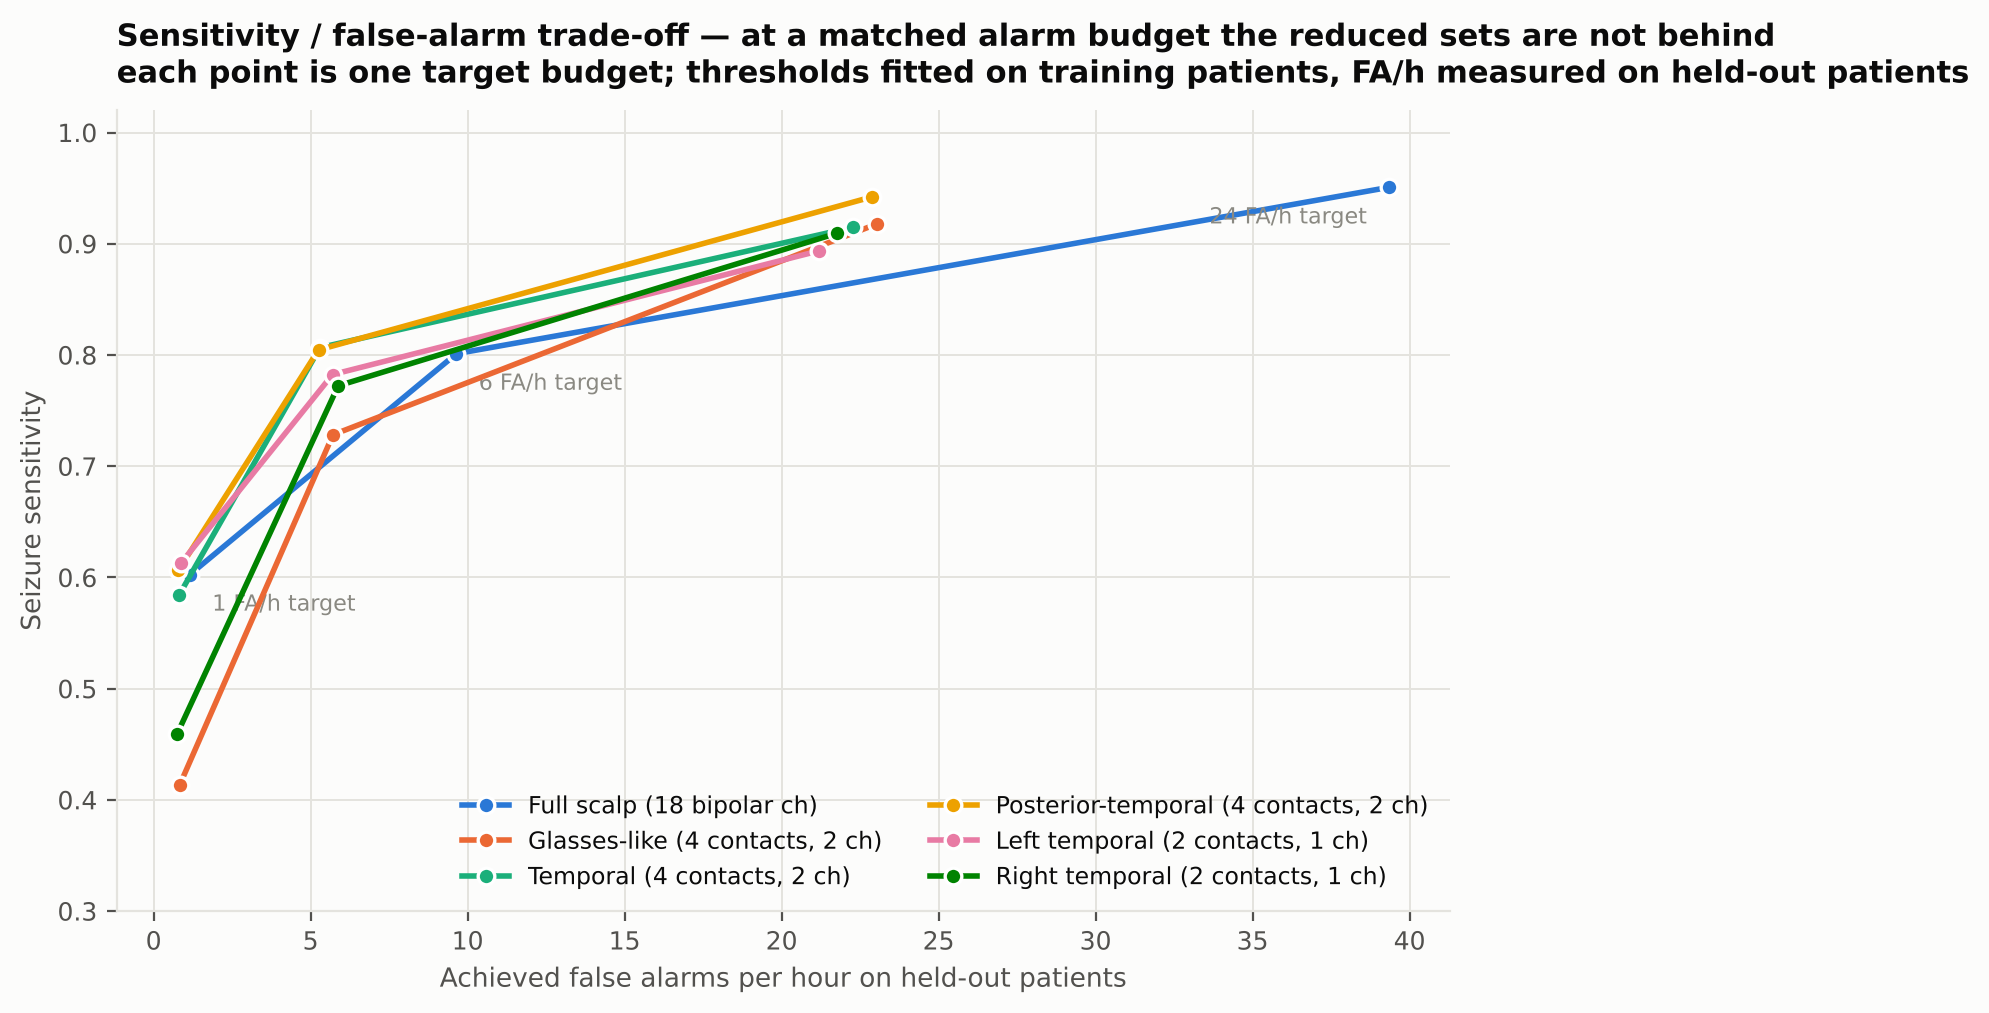 Sensitivity / false-alarm trade-off — at a matched alarm budget the reduced sets are not behind
each point is one target budget; thresholds fitted on training patients, FA/h measured on held-out patients
1.0
0.9
0.8
0.7
0.6
0.5
0.4
0.3
Seizure sensitivity
24 FA/h target
6 FA/h target
1 FA/h target
Full scalp (18 bipolar ch)
Glasses-like (4 contacts, 2 ch)
Temporal (4 contacts, 2 ch)
Posterior-temporal (4 contacts, 2 ch)
Left temporal (2 contacts, 1 ch)
Right temporal (2 contacts, 1 ch)
0 5 10 15 20 25 30 35 40
Achieved false alarms per hour on held-out patients